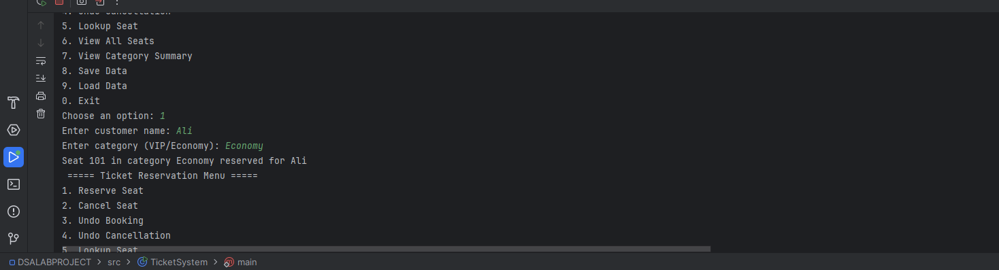 4. Undo Cancellation
5. Lookup Seat
6. View All Seats
7. View Category Summary
8. Save Data
9. Load Data
0. Exit
Choose an option: 1
Enter customer name: Ali
Enter category (VIP/Economy): Economy
Seat 101 in category Economy reserved for Ali
===== Ticket Reservation Menu =====
1. Reserve Seat
2. Cancel Seat
3. Undo Booking
4. Undo Cancellation
5. Lookup Seat
DSALABPROJECT > src > TicketSystem > main